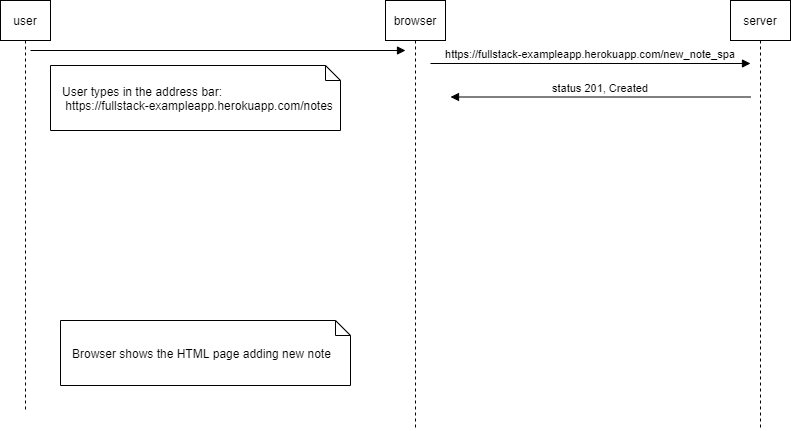 user
browser
server
https://fullstack-exampleapp.herokuapp.com/new_note_spa
User types in the address bar:
https://fullstack-exampleapp.herokuapp.com/notes
status 201, Created
Browser shows the HTML page adding new note